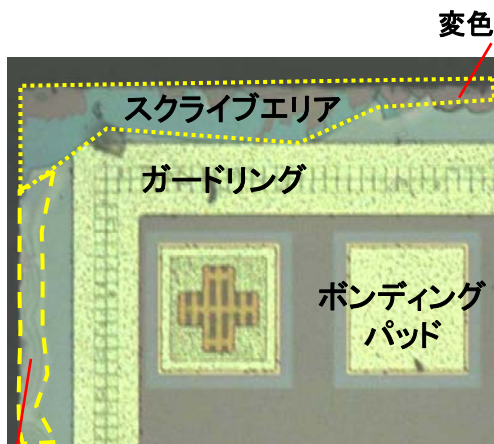 変色
スクライブエリア
ガードリング
ボンディング
パッド